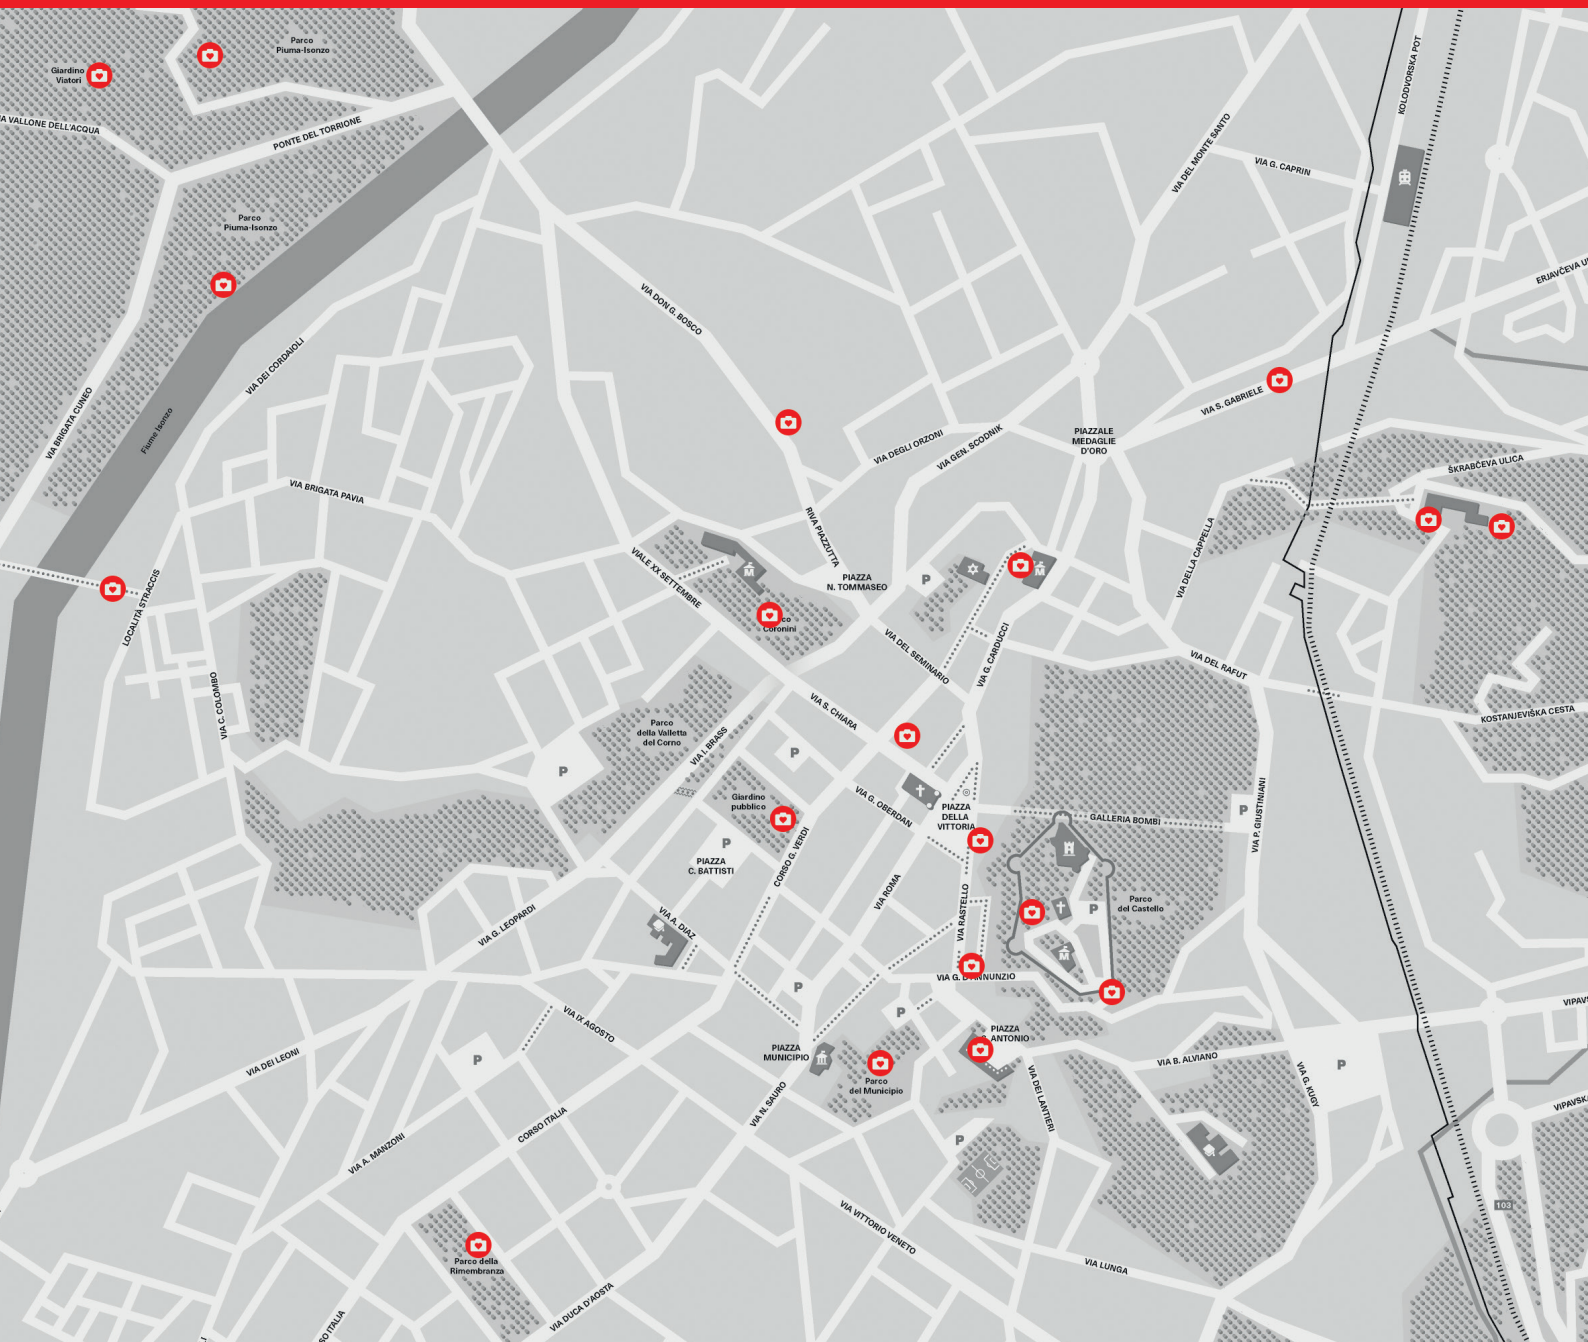 Parco
Piuma-Isonzo
Giardino
Viatori
KOLODVORSKA POT
VALLONE DELL'ACQUA
PONTE DEL TORRIONE
VIA DEL MONTE SANTO
VIA G. CAPRIN
Parco
Piuma-Isonzo
ERJAVČEVA
VIA DON G. BOSCO
VIA DEI CORDAIOLI
VIA BRIGATA CUNEO
Fiume Isonzo
VIA S. GABRIELE
PIAZZALE
MEDAGLIE
D'ORO
VIA DEGLI ORZONI
VIA GEN. SCODNIK
ŠKRABČEVA ULICA
VIA BRIGATA PAVIA
RIVA PIAZZUTTA
VIA DELLA CAPPELLA
VIALE XX SETTEMBRE
PIAZZA
N. TOMMASEO
P
LOCALITÀ STRACCIS
Coronini
VIA DEL SEMINARIO
VIA G. CARDUCCI
VIA DEL RAFUT
VIA C. COLOMBO
VIA S. CHIARA
KOSTANJEVIŠKA CESTA
Parco
della Valletta
del Corno
VIA I. BRASS
P
P
Giardino
pubblico
VIA G. OBERDAN
PIAZZA
DELLA
VITTORIA
GALLERIA BOMBI
P
VIA P. GIUSTINIANI
P
PIAZZA
C. BATTISTI
CORSO G. VERDI
VIA ROMA
VIA RASTELLO
P
Parco
del Castello
VIA G. LEOPARDI
VIA A. DIAZ
VIA G. D'ANNUNZIO
P
P
VIA IX AGOSTO
PIAZZA
MUNICIPIO
PIAZZA
ANTONIO
VIA DEI LEONI
P
Parco
del Municipio
VIA B. ALVIANO
P
VIA G. KUGY
VIA DEI LANTIERI
VIA N. SAURO
CORSO ITALIA
VIA A. MANZONI
P
103
VIA VITTORIO VENETO
Parco della
Rimembranza
VIA LUNGA
VIA DUCA D'AOSTA
ITALIA